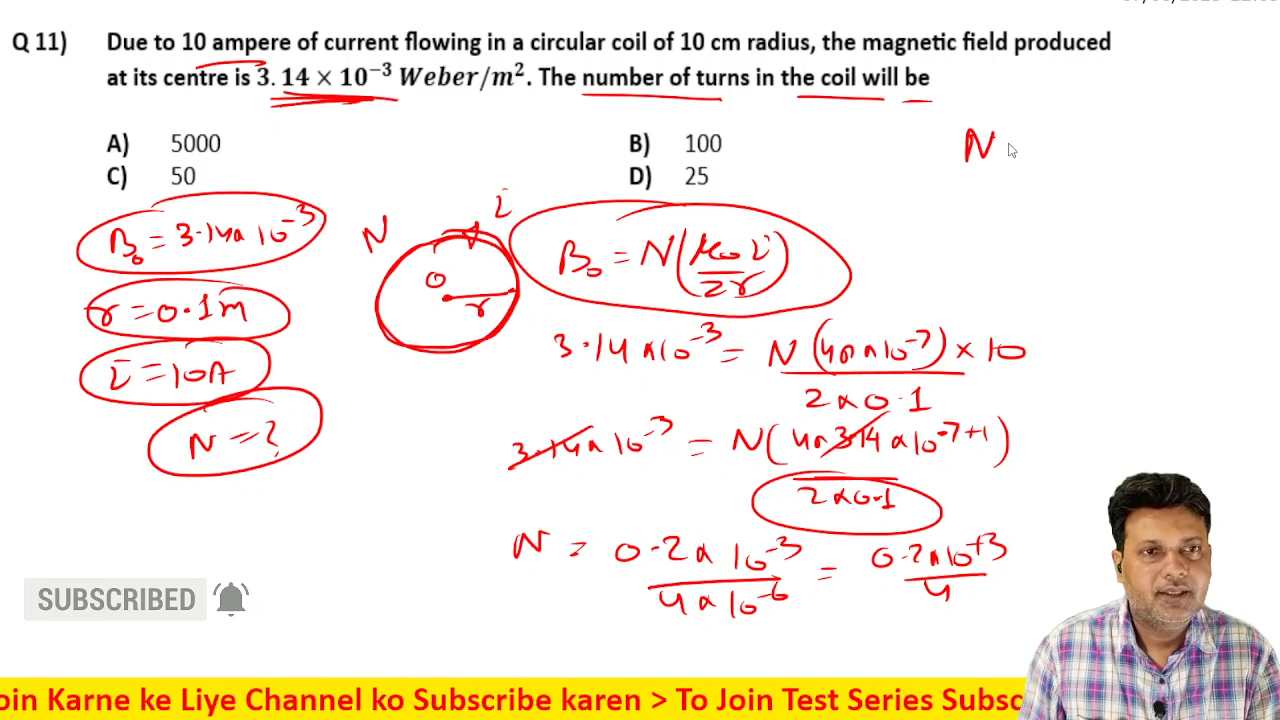 Q 11) Due to 10 ampere of current flowing in a circular coil of 10 cm radius, the magnetic field produced
at its centre is 3.14 × 10⁻³ Weber/m². The number of turns in the coil will be
A) 5000
B) 100
C) 50
D) 25
N
B₀ = 3.14 x 10⁻³
r = 0.1m
i = 10A
N = ?
N
i
O
r
B₀ = N(μ₀ i / 2r)
3.14 x 10⁻³ = N (4π x 10⁻⁷) × 10 / 2 x 0.1
3.14 x 10⁻³ = N (4 x 3.14 x 10⁻⁷⁺¹) / 2 x 0.1
N = 0.2 x 10⁻³ / 4 x 10⁻⁶ = 0.2 x 10⁺³ / 4
SUBSCRIBED
oin Karne ke Liye Channel ko Subscribe karen > To Join Test Series Subsc